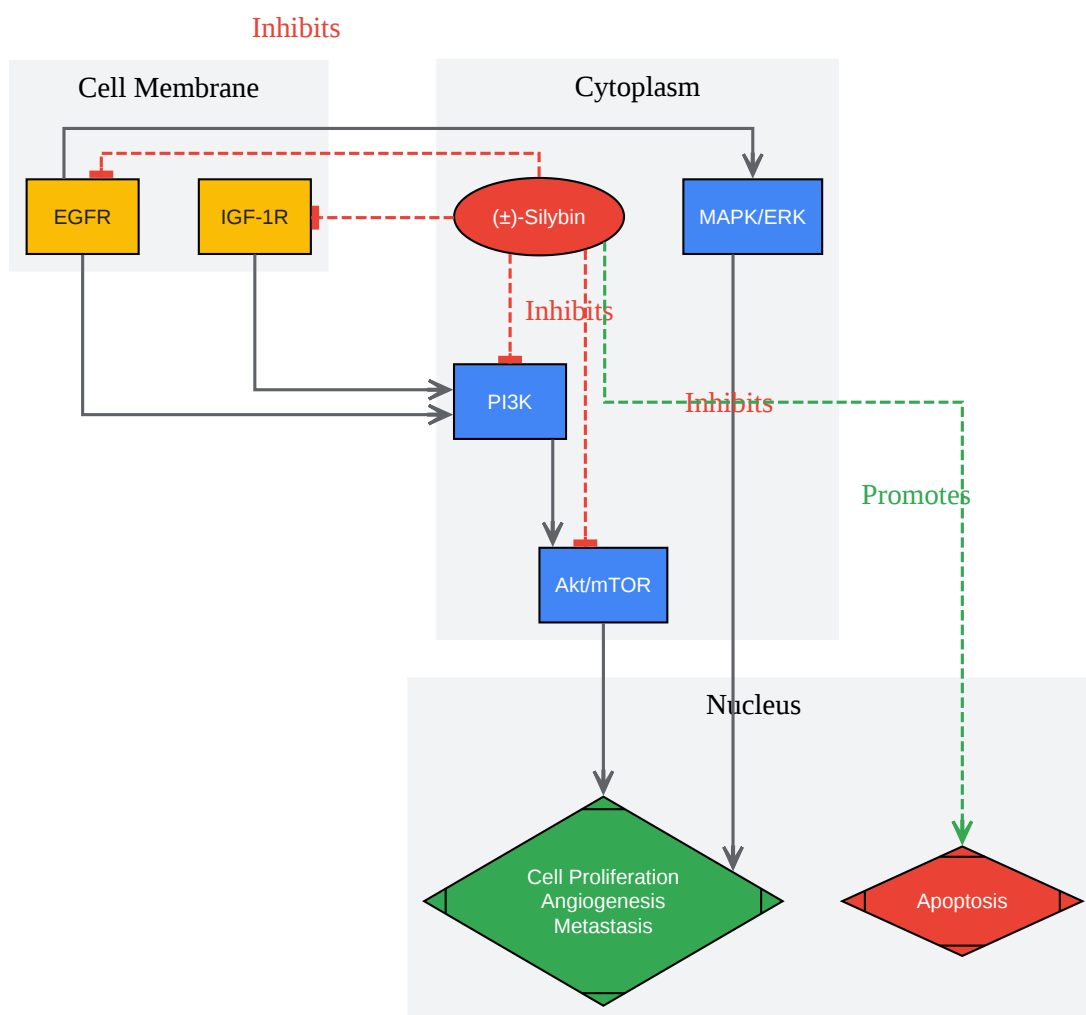 Inhibits
Cell Membrane
Cytoplasm
EGFR
IGF-1R
(±)-Silybin
MAPK/ERK
Inhibits
PI3K
Inhibits
Promotes
Akt/mTOR
Nucleus
Cell Proliferation
Angiogenesis
Metastasis
Apoptosis